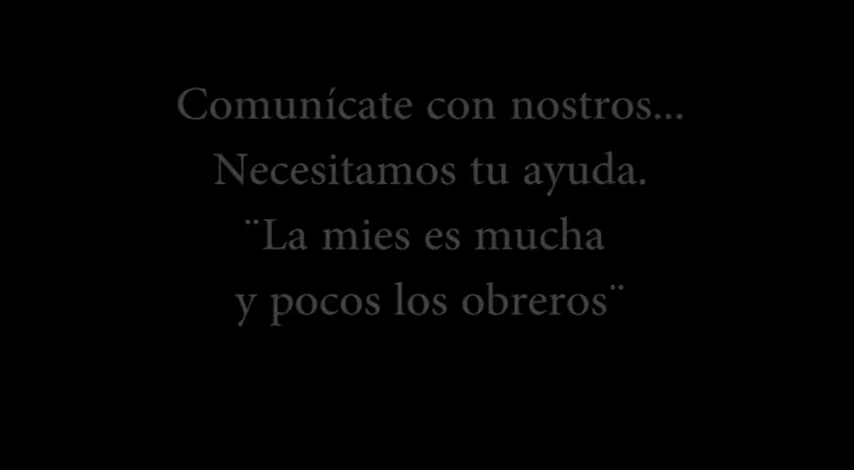 Comunícate con nostros...
Necesitamos tu ayuda.
¨La mies es mucha
y pocos los obreros¨